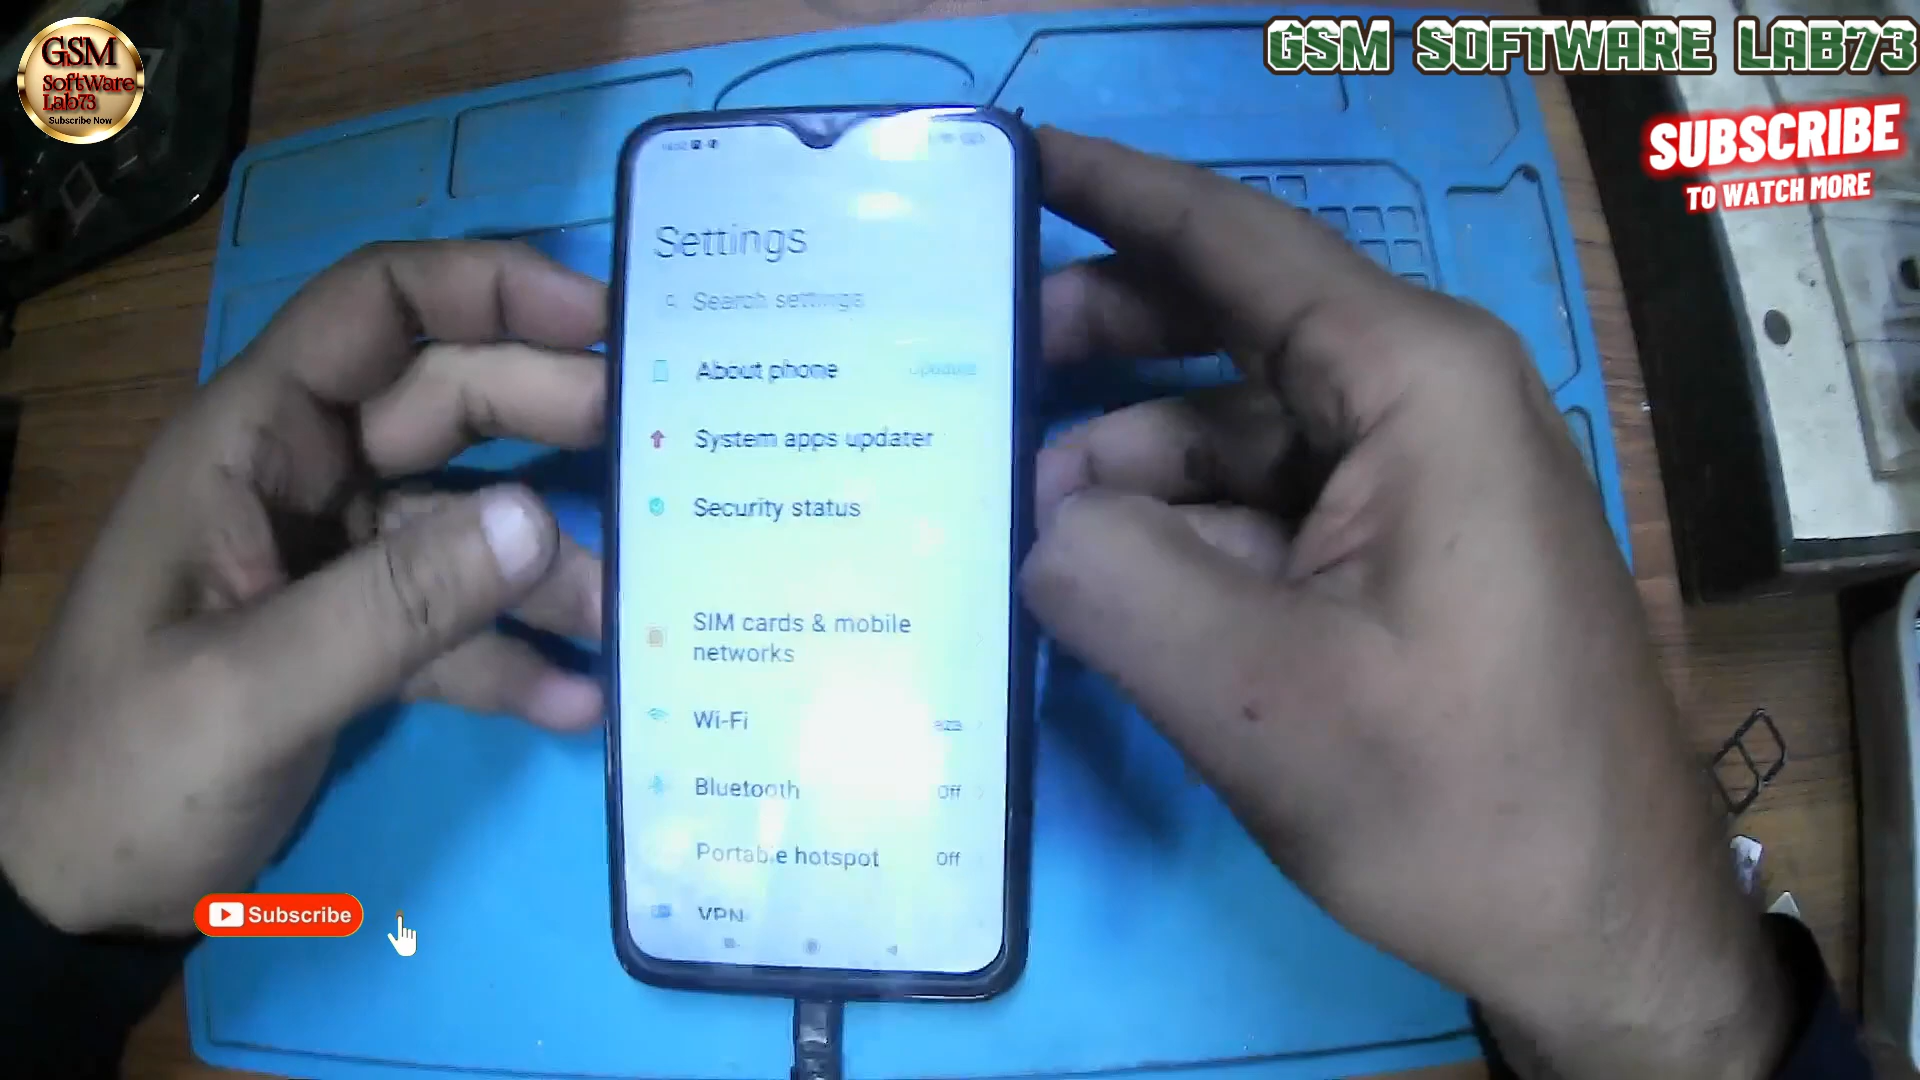 GSM
SoftWare
Lab73
Subscribe Now
GSM SOFTWARE LAB73
SUBSCRIBE
TO WATCH MORE
Settings
Search settings
About phone
System apps updater
Security status
SIM cards & mobile
networks
Wi-Fi
Bluetooth Off
Portable hotspot Off
VPN
Subscribe